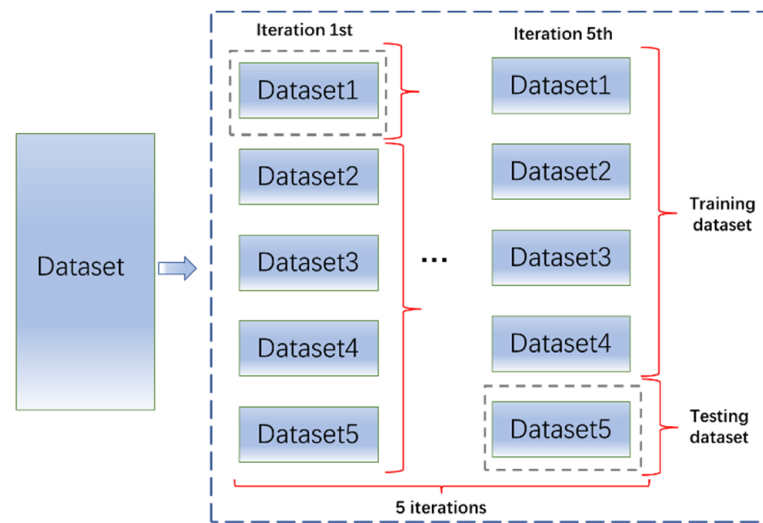 Dataset
Iteration 1st
Dataset1
Dataset2
Dataset3
Dataset4
Dataset5
...
Iteration 5th
Dataset1
Dataset2
Dataset3
Dataset4
Dataset5
Training
dataset
Testing
dataset
5 iterations